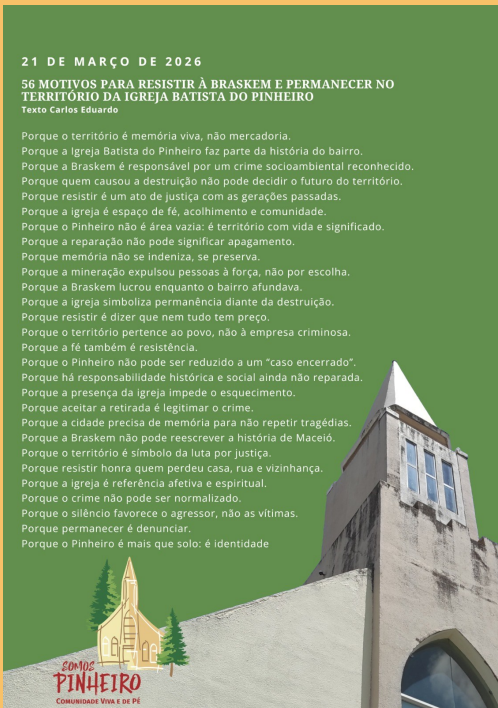 21 DE MARÇO DE 2026
56 MOTIVOS PARA RESISTIR À BRASKEM E PERMANECER NO
TERRITÓRIO DA IGREJA BATISTA DO PINHEIRO
Texto Carlos Eduardo
Porque o território é memória viva, não mercadoria.
Porque a Igreja Batista do Pinheiro faz parte da história do bairro.
Porque a Braskem é responsável por um crime socioambiental reconhecido.
Porque quem causou a destruição não pode decidir o futuro do território.
Porque resistir é um ato de justiça com as gerações passadas.
Porque a igreja é espaço de fé, acolhimento e comunidade.
Porque o Pinheiro não é área vazia: é território com vida e significado.
Porque a reparação não pode significar apagamento.
Porque memória não se indeniza, se preserva.
Porque a mineração expulsou pessoas à força, não por escolha.
Porque a Braskem lucrou enquanto o bairro afundava.
Porque a igreja simboliza permanência diante da destruição.
Porque resistir é dizer que nem tudo tem preço.
Porque o território pertence ao povo, não à empresa criminosa.
Porque a fé também é resistência.
Porque o Pinheiro não pode ser reduzido a um “caso encerrado”.
Porque há responsabilidade histórica e social ainda não reparada.
Porque a presença da igreja impede o esquecimento.
Porque aceitar a retirada é legitimar o crime.
Porque a cidade precisa de memória para não repetir tragédias.
Porque a Braskem não pode reescrever a história de Maceió.
Porque o território é símbolo da luta por justiça.
Porque resistir honra quem perdeu casa, rua e vizinhança.
Porque a igreja é referência afetiva e espiritual.
Porque o crime não pode ser normalizado.
Porque o silêncio favorece o agressor, não as vítimas.
Porque permanecer é denunciar.
Porque o Pinheiro é mais que solo: é identidade
SOMOS
PINHEIRO
COMUNIDADE VIVA E DE PÉ